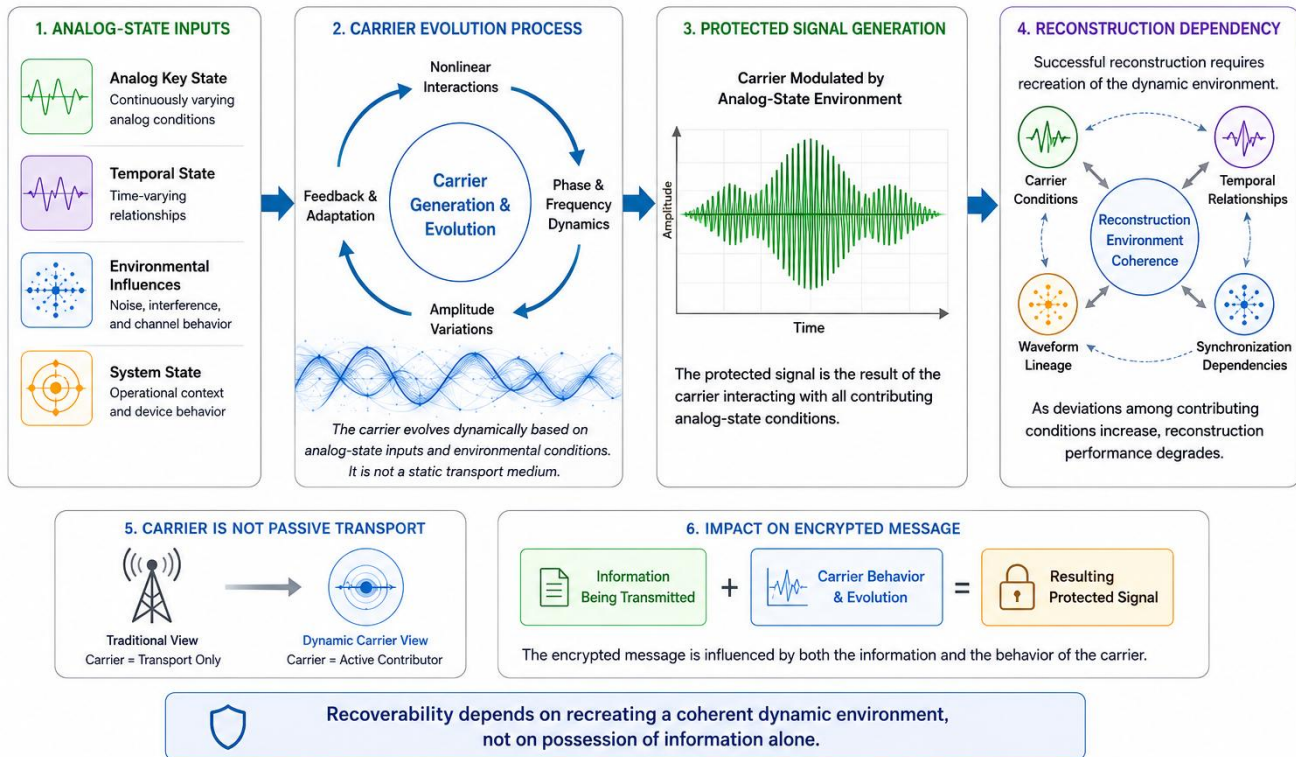 1. ANALOG-STATE INPUTS
Analog Key State
Continuously varying
analog conditions
Temporal State
Time-varying
relationships
Environmental
Influences
Noise, interference,
and channel behavior
System State
Operational context
and device behavior
2. CARRIER EVOLUTION PROCESS
Nonlinear
Interactions
Feedback &
Adaptation
Carrier
Generation &
Evolution
Phase &
Frequency
Dynamics
Amplitude
Variations
The carrier evolves dynamically based on
analog-state inputs and environmental conditions.
It is not a static transport medium.
3. PROTECTED SIGNAL GENERATION
Carrier Modulated by
Analog-State Environment
Amplitude
Time
The protected signal is the result of the
carrier interacting with all contributing
analog-state conditions.
4. RECONSTRUCTION DEPENDENCY
Successful reconstruction requires
recreation of the dynamic environment.
Carrier
Conditions
Temporal
Relationships
Reconstruction
Environment
Coherence
Waveform
Lineage
Synchronization
Dependencies
As deviations among contributing
conditions increase, reconstruction
performance degrades.
5. CARRIER IS NOT PASSIVE TRANSPORT
Traditional View
Carrier = Transport Only
Dynamic Carrier View
Carrier = Active Contributor
6. IMPACT ON ENCRYPTED MESSAGE
Information
Being Transmitted
+
Carrier Behavior
& Evolution
=
Resulting
Protected Signal
The encrypted message is influenced by both the information and the behavior of the carrier.
Recoverability depends on recreating a coherent dynamic environment,
not on possession of information alone.